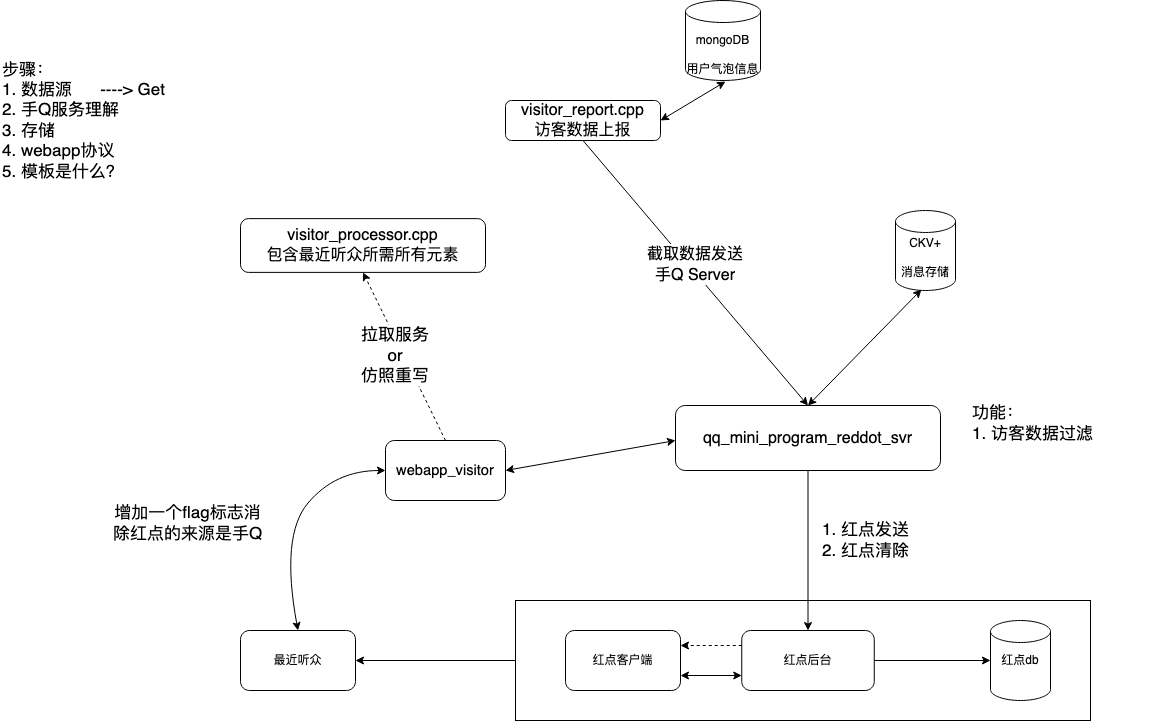 步骤：
1. 数据源 ----> Get
2. 手Q服务理解
3. 存储
4. webapp协议
5. 模板是什么？
mongoDB
用户气泡信息
visitor_report.cpp
访客数据上报
visitor_processor.cpp
包含最近听众所需所有元素
截取数据发送
手Q Server
CKV+
消息存储
拉取服务
or
仿照重写
qq_mini_program_reddot_svr
功能：
1. 访客数据过滤
webapp_visitor
增加一个flag标志消
除红点的来源是手Q
1. 红点发送
2. 红点清除
最近听众
红点客户端
红点后台
红点db